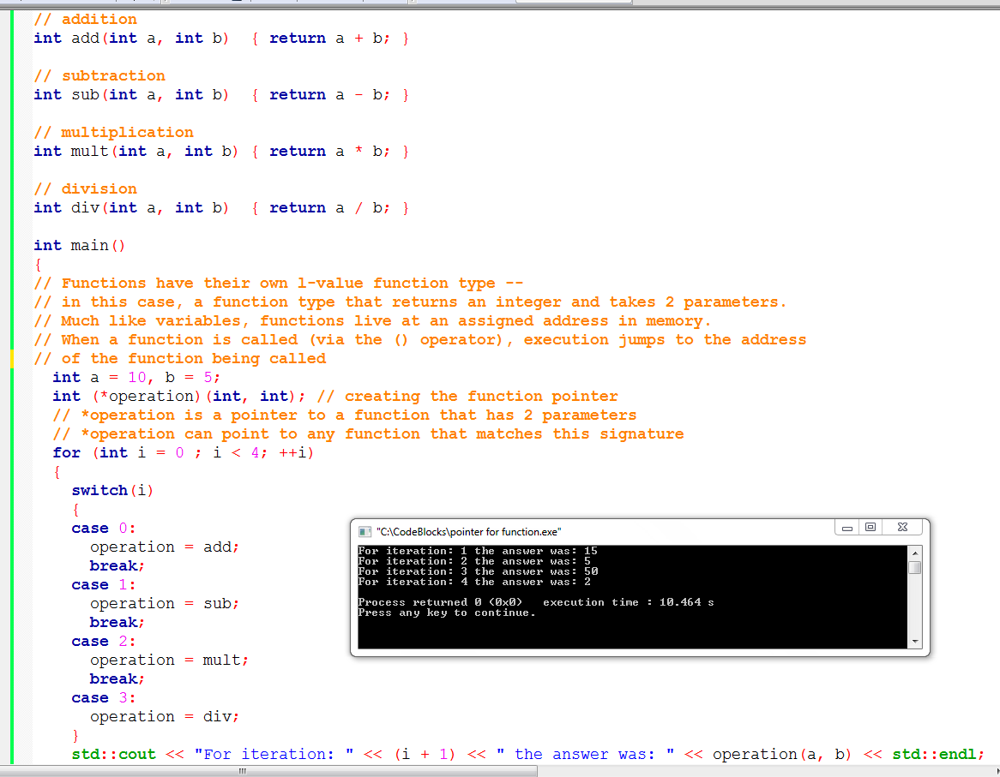 // addition
int add(int a, int b)  { return a + b; }
// subtraction
int sub(int a, int b)  { return a - b; }
// multiplication
int mult(int a, int b) { return a * b; }
// division
int div(int a, int b)  { return a / b; }
int main()
{
// Functions have their own l-value function type --
// in this case, a function type that returns an integer and takes 2 parameters.
// Much like variables, functions live at an assigned address in memory.
// When a function is called (via the () operator), execution jumps to the address
// of the function being called
  int a = 10, b = 5;
  int (*operation)(int, int); // creating the function pointer
  // *operation is a pointer to a function that has 2 parameters
  // *operation can point to any function that matches this signature
  for (int i = 0 ; i < 4; ++i)
  {
    switch(i)
    {
    case 0:
      operation = add;
      break;
    case 1:
      operation = sub;
      break;
    case 2:
      operation = mult;
      break;
    case 3:
      operation = div;
    }
    std::cout << "For iteration: " << (i + 1) << " the answer was: " << operation(a, b) << std::endl;
"C:\CodeBlocks\pointer for function.exe"
For iteration: 1 the answer was: 15
For iteration: 2 the answer was: 5
For iteration: 3 the answer was: 50
For iteration: 4 the answer was: 2
Process returned 0 (0x0)   execution time : 10.464 s
Press any key to continue.